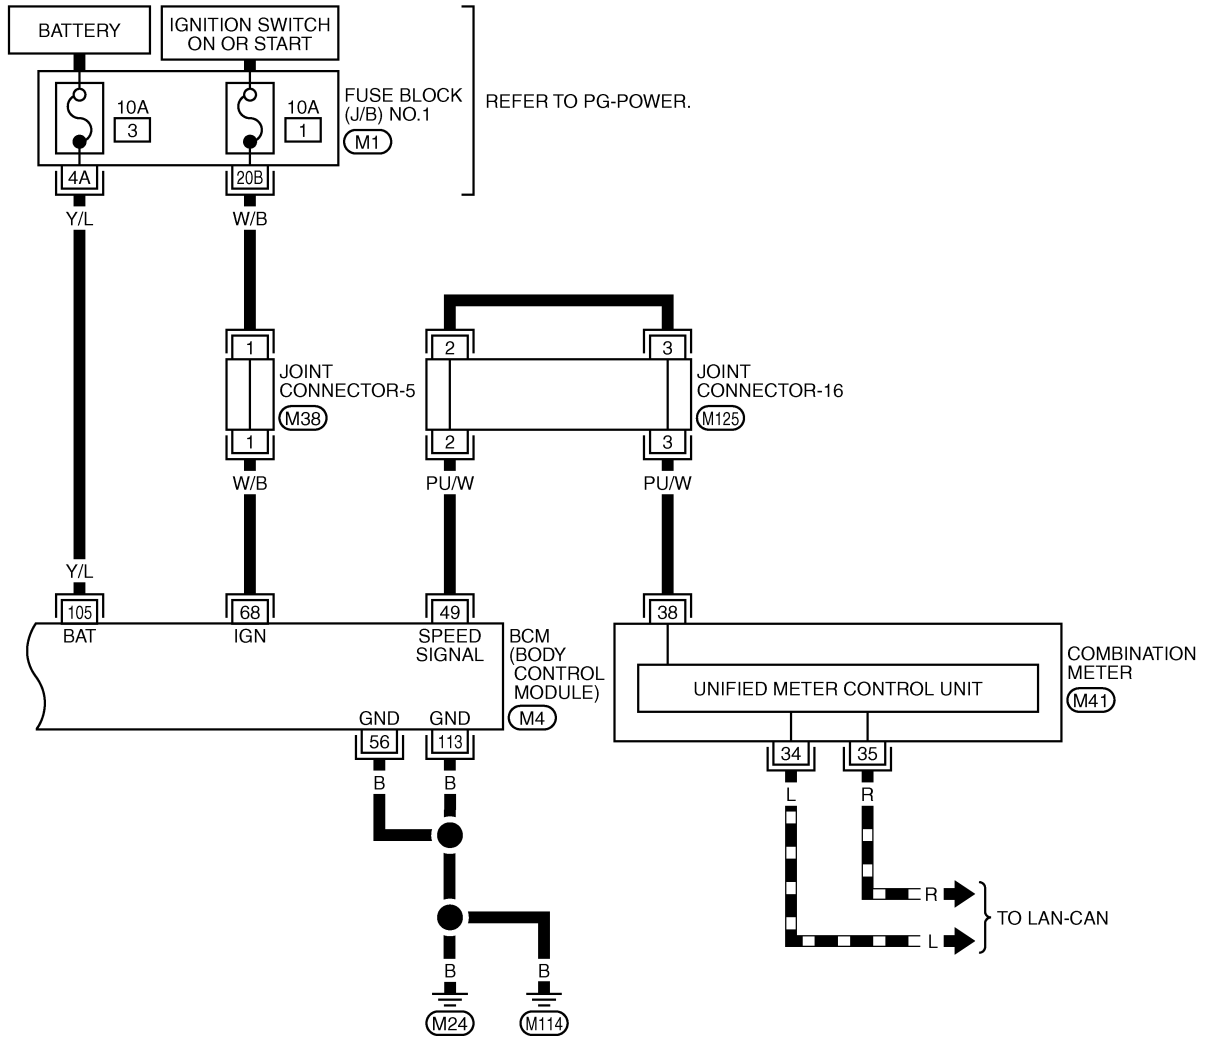 BATTERY
IGNITION SWITCH
ON OR START
10A
3
10A
1
FUSE BLOCK
(J/B) NO.1
M1
REFER TO PG-POWER.
4A
20B
Y/L
W/B
1
2
3
JOINT
CONNECTOR-5
M38
JOINT
CONNECTOR-16
M125
1
2
3
W/B
PU/W
PU/W
Y/L
105
68
49
38
BAT
IGN
SPEED
SIGNAL
BCM
(BODY
CONTROL
MODULE)
M4
COMBINATION
METER
M41
UNIFIED METER CONTROL UNIT
GND
GND
56
113
34
35
B
B
L
R
R
L
TO LAN-CAN
B
B
M24
M114